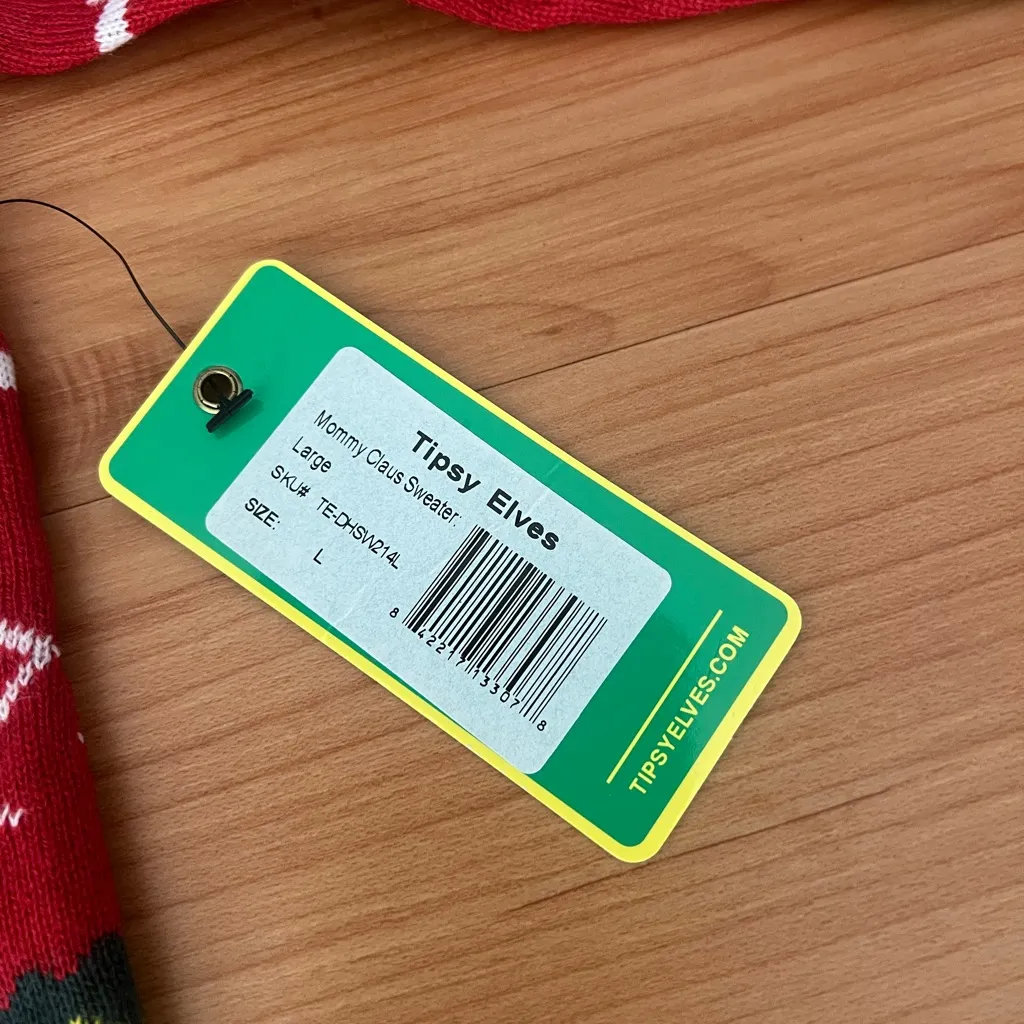 Tipsy Elves
Mommy Claus Sweater:
Large
SKU# TE-DHSW214L
SIZE:
L
8 42217 13307 8
TIPSYELVES.COM